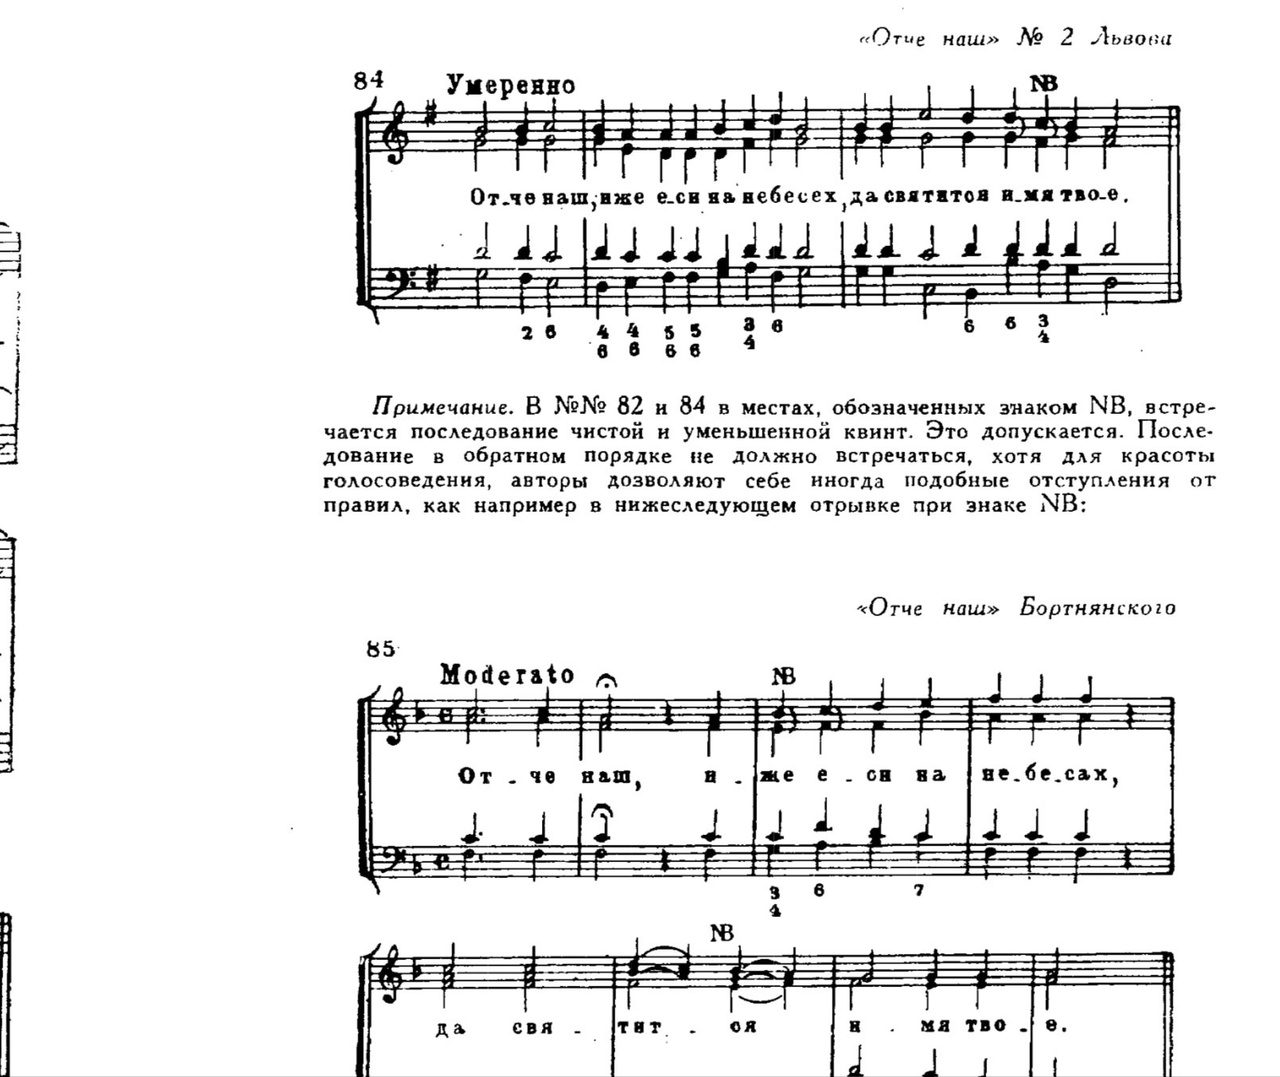 «Отче наш» № 2 Львова
84 Умеренно NB
От-че наш, иже е-си на небесех, да святится и-мя тво-е.
2 6 4 4 5 5 3 6 6 6 3
6 6 6 6 4 4
Примечание. В №№ 82 и 84 в местах, обозначенных знаком NB, встре-
чается последование чистой и уменьшенной квинт. Это допускается. После-
дование в обратном порядке не должно встречаться, хотя для красоты
голосоведения, авторы дозволяют себе иногда подобные отступления от
правил, как например в нижеследующем отрывке при знаке NB:
«Отче наш» Бортнянского
85
Moderato NB
От - че наш, и - же е - си на не-бе-сах,
3 6 7
4
NB
да свя - тит - ся и - мя тво - е.